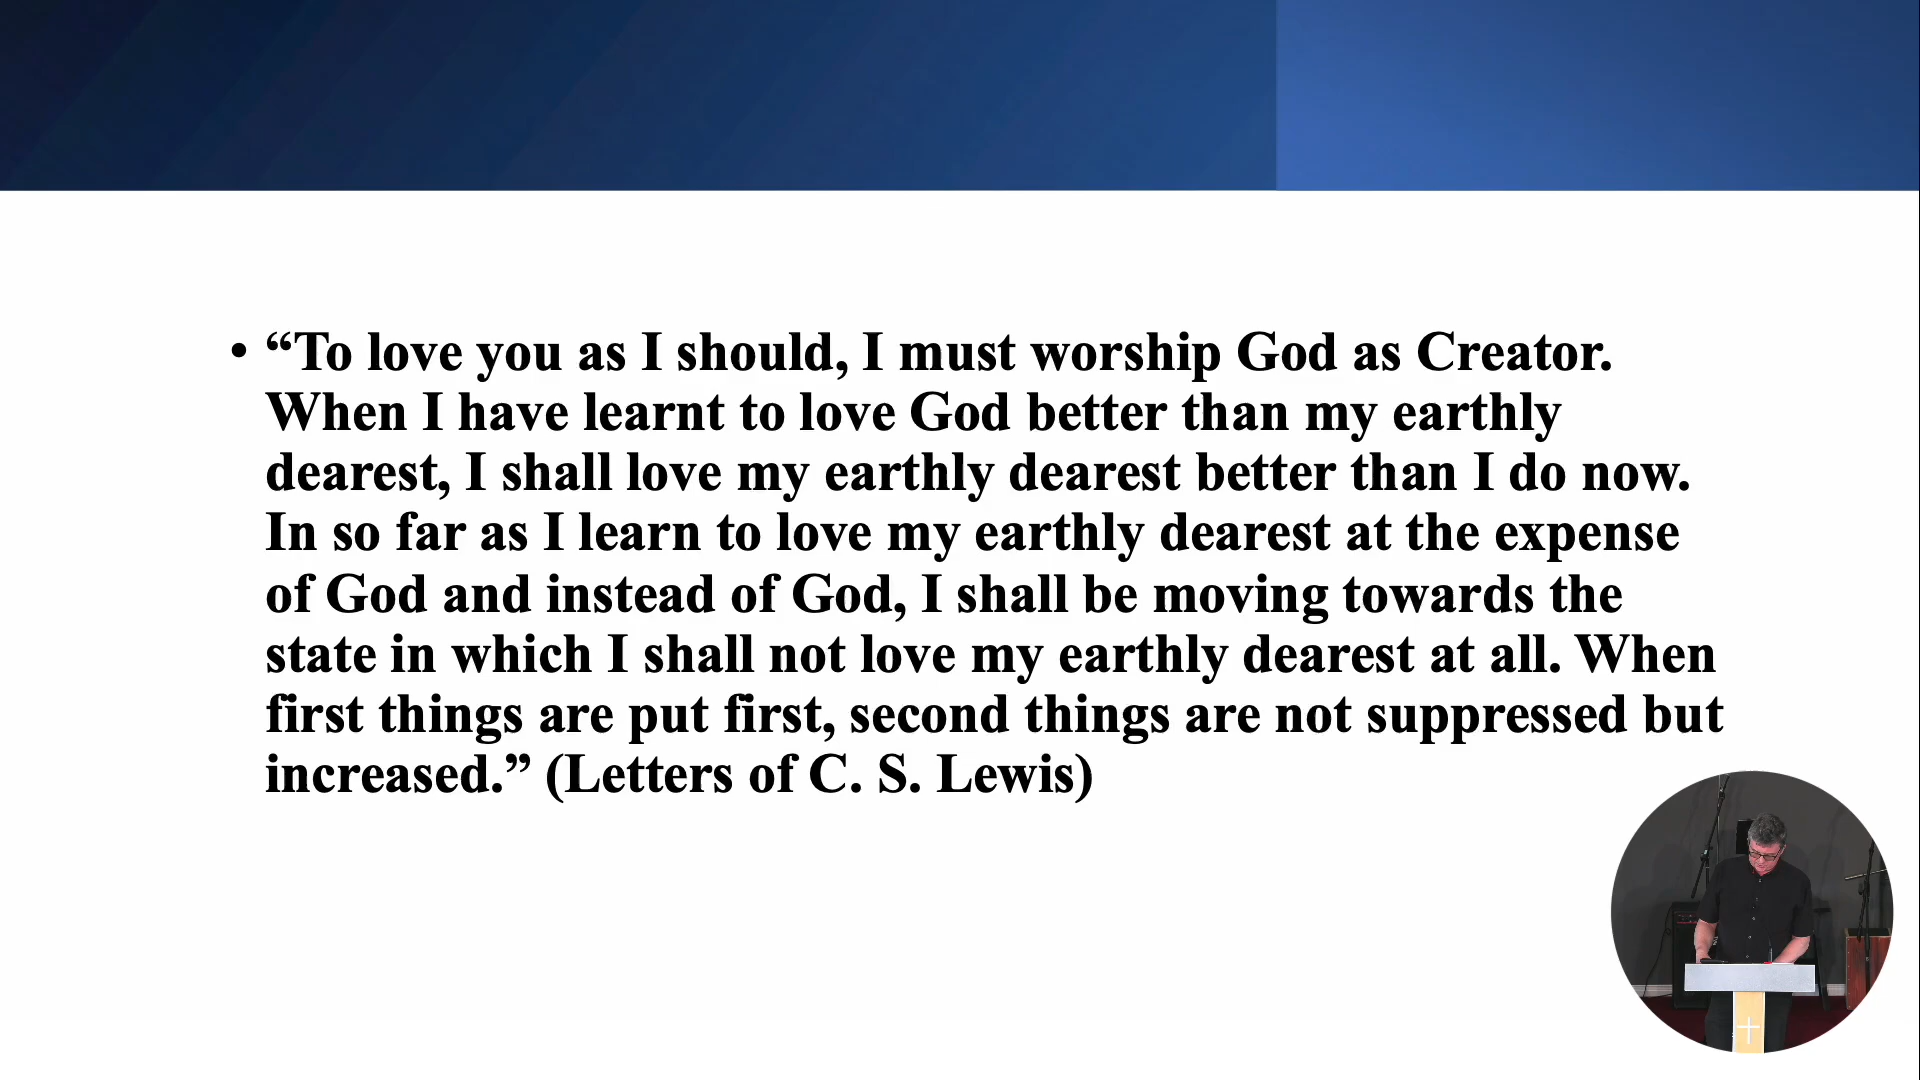 • “To love you as I should, I must worship God as Creator.
When I have learnt to love God better than my earthly
dearest, I shall love my earthly dearest better than I do now.
In so far as I learn to love my earthly dearest at the expense
of God and instead of God, I shall be moving towards the
state in which I shall not love my earthly dearest at all. When
first things are put first, second things are not suppressed but
increased.” (Letters of C. S. Lewis)